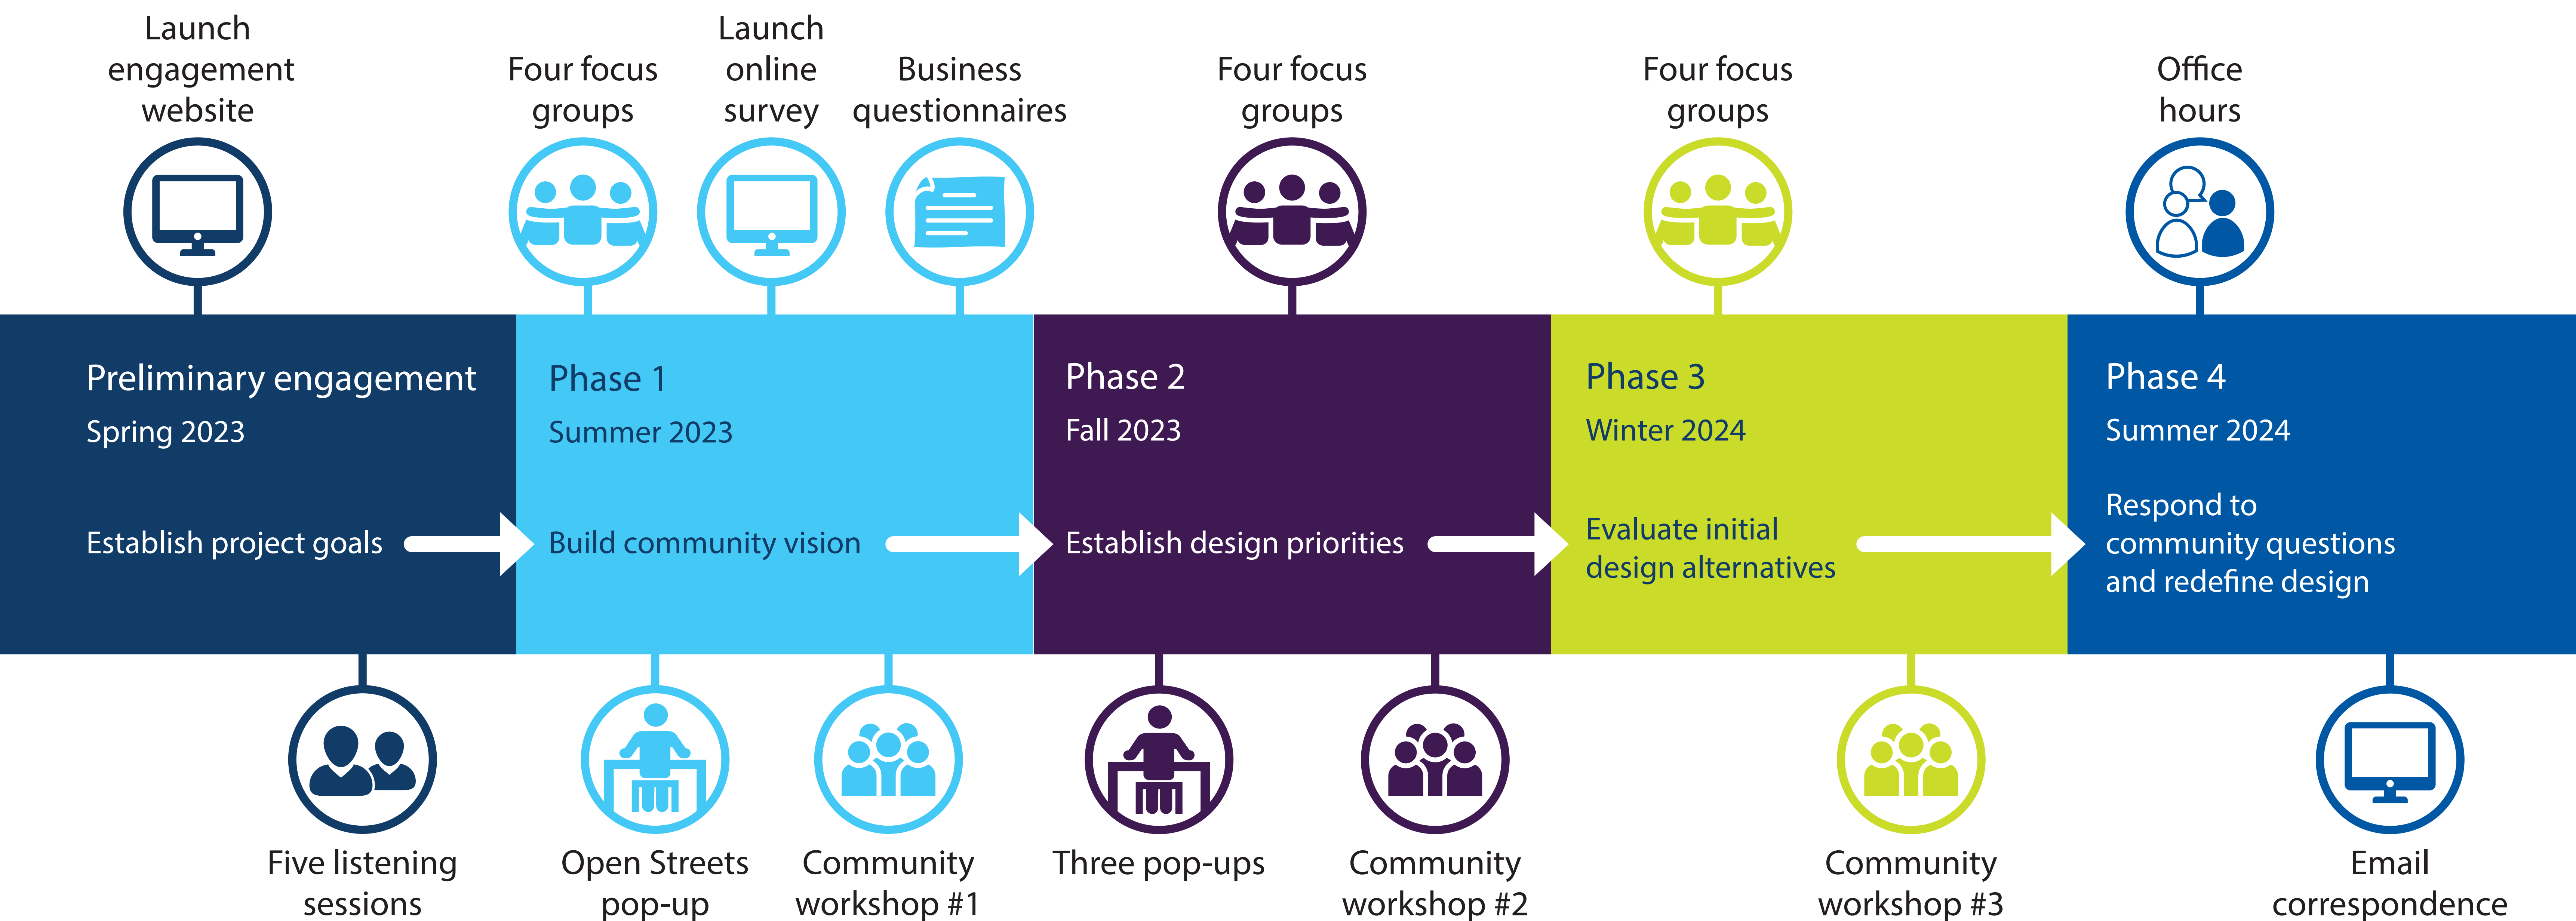 Launch
engagement
website
Four focus
groups
Launch
online
survey
Business
questionnaires
Four focus
groups
Four focus
groups
Office
hours
Preliminary engagement
Spring 2023
Establish project goals
Phase 1
Summer 2023
Build community vision
Phase 2
Fall 2023
Establish design priorities
Phase 3
Winter 2024
Evaluate initial
design alternatives
Phase 4
Summer 2024
Respond to
community questions
and redefine design
Five listening
sessions
Open Streets
pop-up
Community
workshop #1
Three pop-ups
Community
workshop #2
Community
workshop #3
Email
correspondence